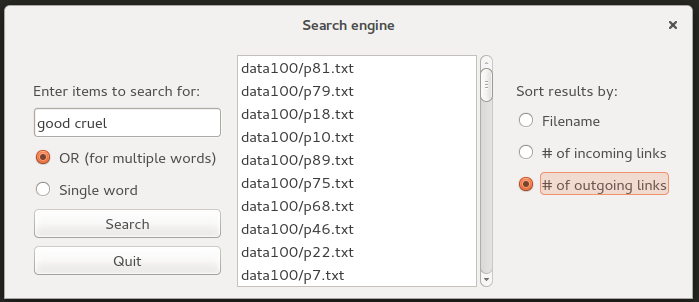 Search engine
Enter items to search for:
good cruel
OR (for multiple words)
Single word
Search
Quit
data100/p81.txt
data100/p79.txt
data100/p18.txt
data100/p10.txt
data100/p89.txt
data100/p75.txt
data100/p68.txt
data100/p46.txt
data100/p22.txt
data100/p7.txt
Sort results by:
Filename
# of incoming links
# of outgoing links